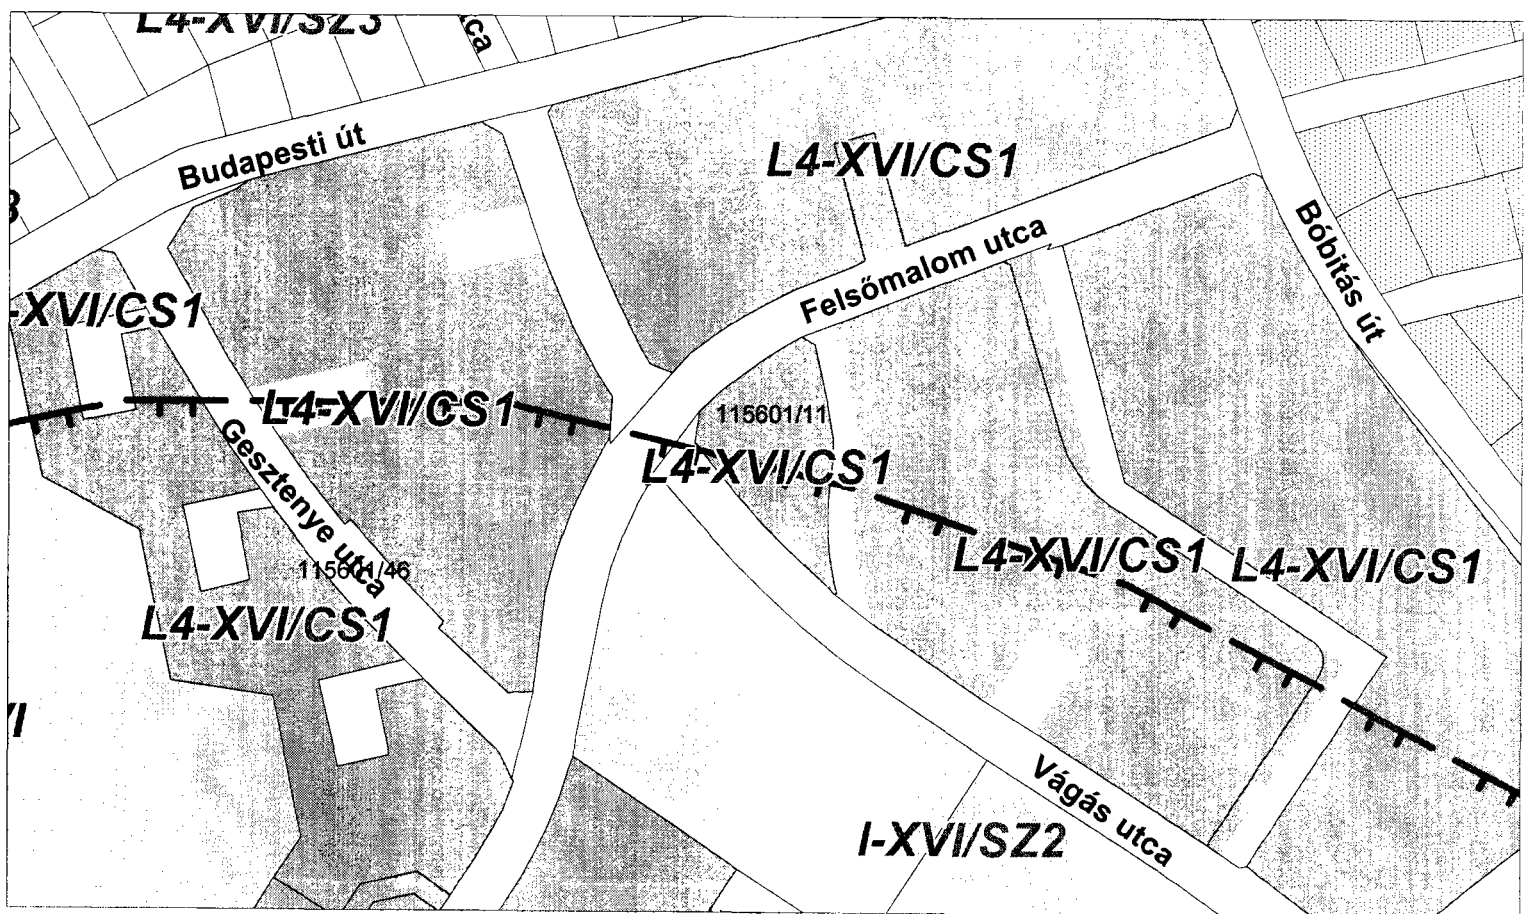 L4-XVI/SZ3
Budapesti út
L4-XVI/CS1
Felsőmalom utca
Bóbitás út
-XVI/CS1
L4-XVI/CS1
115601/11
Gesztenye utca
L4-XVI/CS1
L4-XVI/CS1
L4-XVI/CS1
115601/46
L4-XVI/CS1
Vágás utca
I-XVI/SZ2